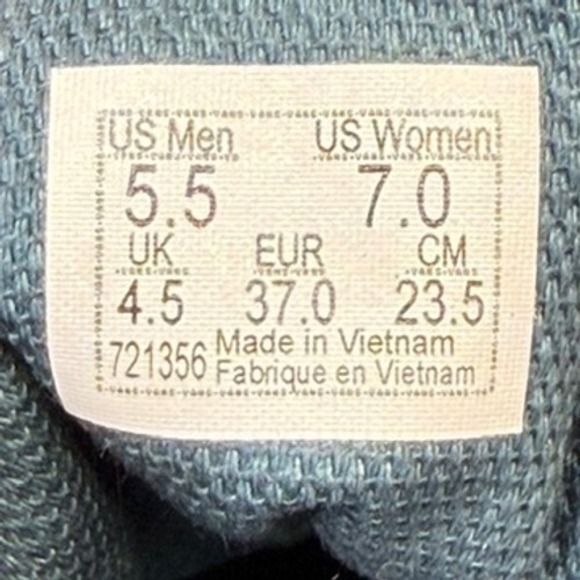 US Men US Women
5.5 7.0
UK EUR CM
4.5 37.0 23.5
721356 Made in Vietnam
Fabrique en Vietnam